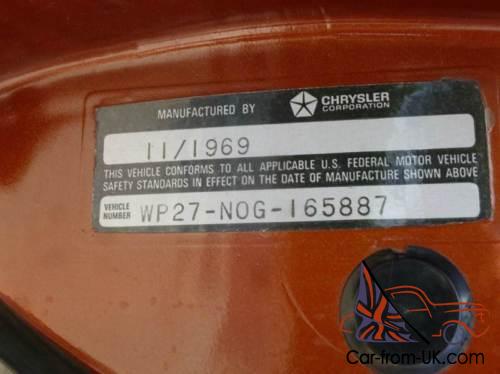 MANUFACTURED BY CHRYSLER CORPORATION
11/1969
THIS VEHICLE CONFORMS TO ALL APPLICABLE U.S. FEDERAL MOTOR VEHICLE
SAFETY STANDARDS IN EFFECT ON THE DATE OF MANUFACTURE SHOWN ABOVE
VEHICLE NUMBER WP27-NOG-165887
Car-from-UK.com